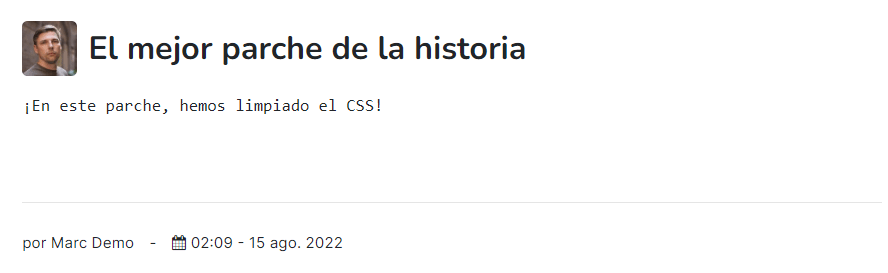 El mejor parche de la historia
¡En este parche, hemos limpiado el CSS!
por Marc Demo - 02:09 - 15 ago. 2022